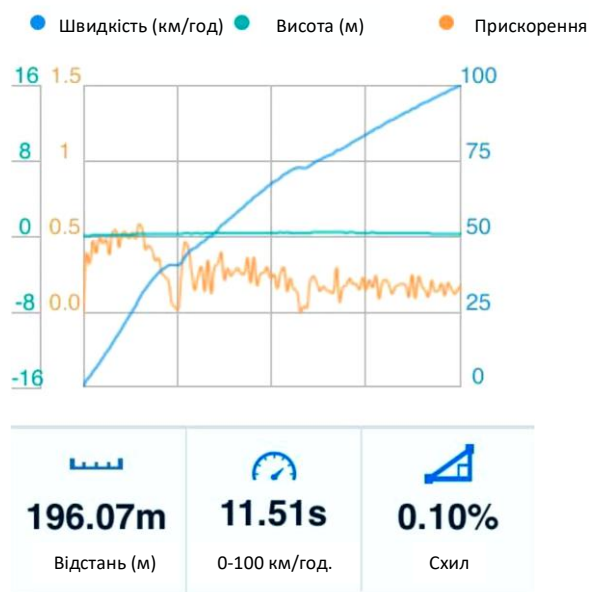 Швидкість (км/год) Висота (м) Прискорення
16 1.5 100
8 1 75
0 0.5 50
-8 0.0 25
-16 0
196.07m 11.51s 0.10%
Відстань (м) 0-100 км/год. Схил